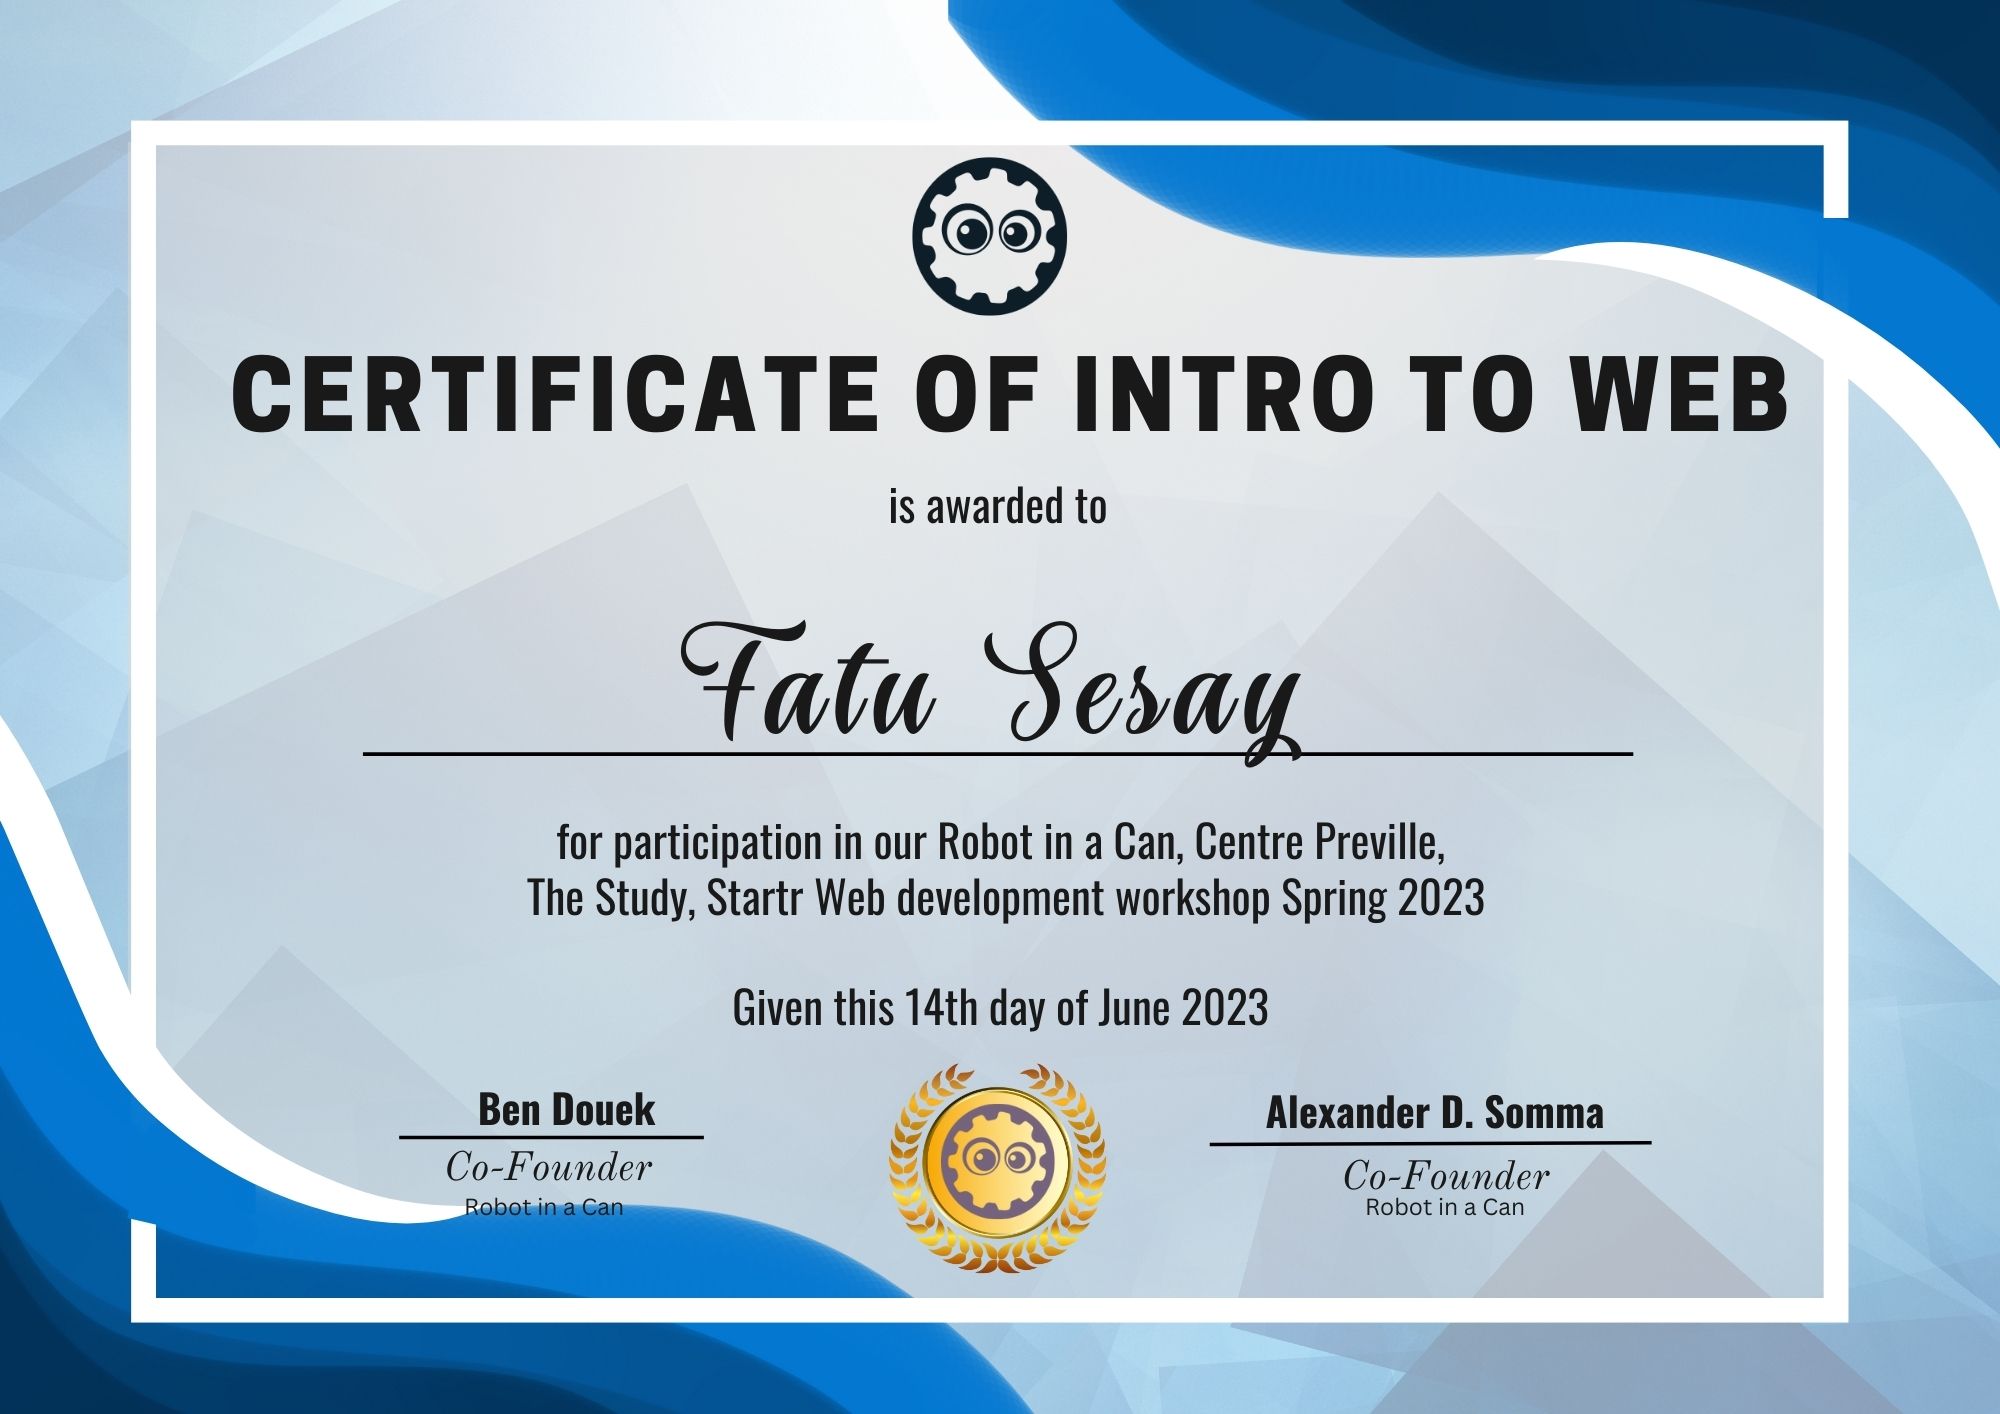 CERTIFICATE OF INTRO TO WEB
is awarded to
Fatu Sesay
for participation in our Robot in a Can, Centre Preville,
The Study, Startr Web development workshop Spring 2023
Given this 14th day of June 2023
Ben Douek
Co-Founder
Robot in a Can
Alexander D. Somma
Co-Founder
Robot in a Can